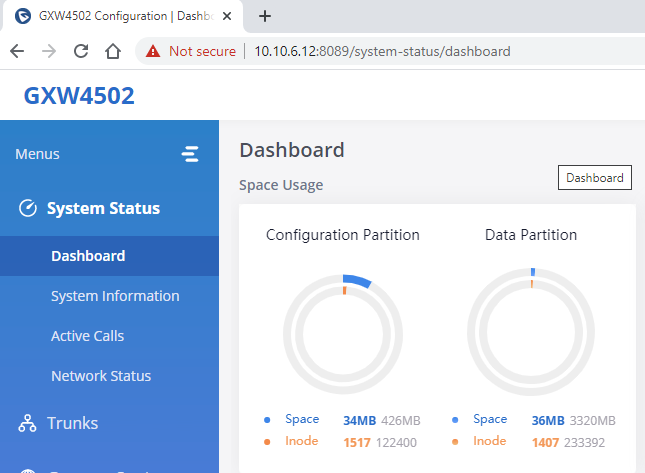 GXW4502 Configuration | Dashb
Not secure | 10.10.6.12:8089/system-status/dashboard
GXW4502
Menus
System Status
Dashboard
System Information
Active Calls
Network Status
Trunks
Dashboard
Space Usage
Dashboard
Configuration Partition
Space 34MB 426MB
Inode 1517 122400
Data Partition
Space 36MB 3320MB
Inode 1407 233392